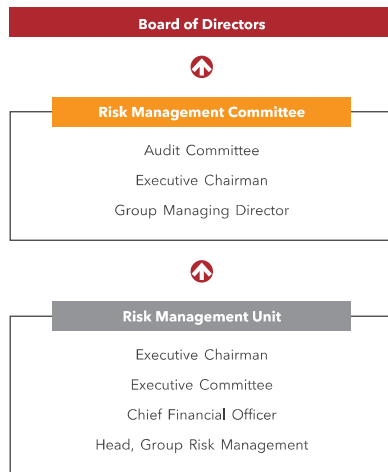 Board of Directors
Risk Management Committee
Audit Committee
Executive Chairman
Group Managing Director
Risk Management Unit
Executive Chairman
Executive Committee
Chief Financial Officer
Head, Group Risk Management